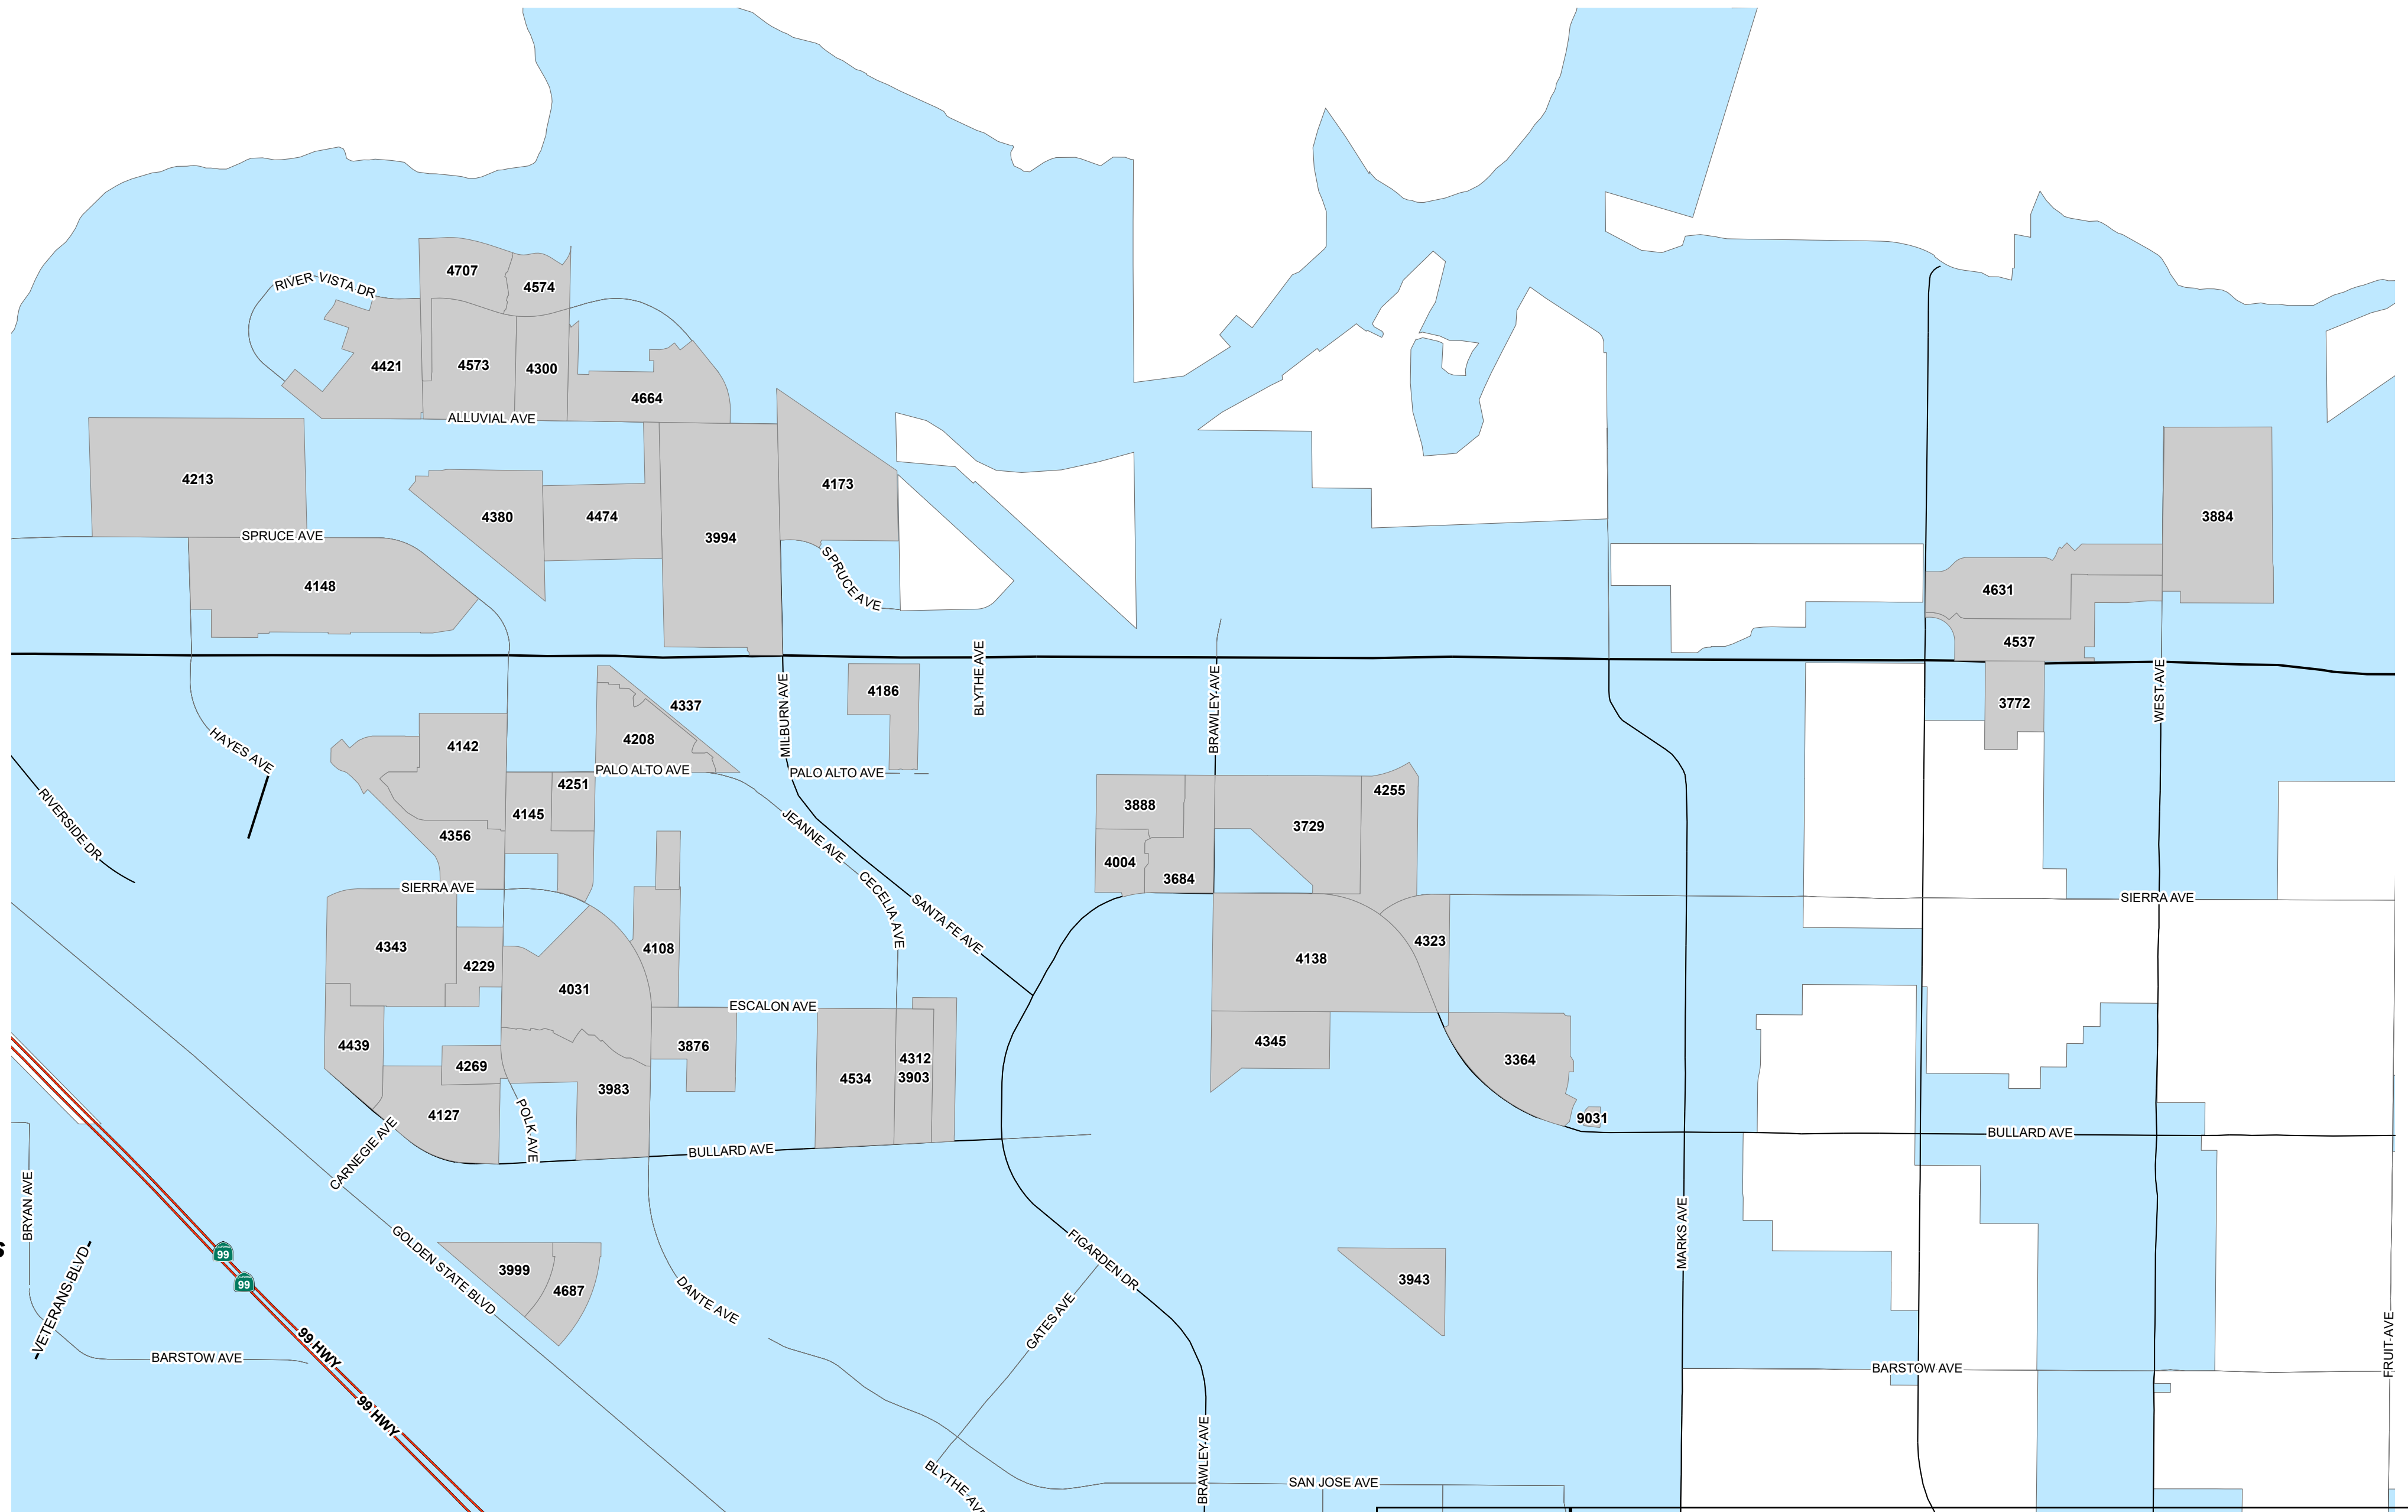 4707
4574
RIVER VISTA DR
4421
4573
4300
4664
ALLUVIAL AVE
4213
4173
4380
4474
3994
3884
SPRUCE AVE
4148
SPRUCE AVE
4631
4537
4337
4186
BLYTHE AVE
WEST AVE
3772
MILBURN AVE
BRAWLEY AVE
HAYES AVE
4142
4208
PALO ALTO AVE
PALO ALTO AVE
4251
4255
RIVERSIDE DR
4145
3888
3729
4356
JEANNE AVE
4004
3684
SIERRA AVE
CECELIA AVE
SANTA FE AVE
SIERRA AVE
4343
4229
4108
4323
4138
4031
ESCALON AVE
4439
3876
4345
4269
4312
3364
4534
3903
3983
4127
POLK AVE
9031
CARNEGIE AVE
BULLARD AVE
BULLARD AVE
BRYAN AVE
MARKS AVE
VETERANS BLVD
99
99
GOLDEN STATE BLVD
3999
4687
DANTE AVE
FIGARDEN DR
3943
GATES AVE
99 HWY
BARSTOW AVE
BARSTOW AVE
FRUIT AVE
99 HWY
BLYTHE AVE
BRAWLEY AVE
SAN JOSE AVE